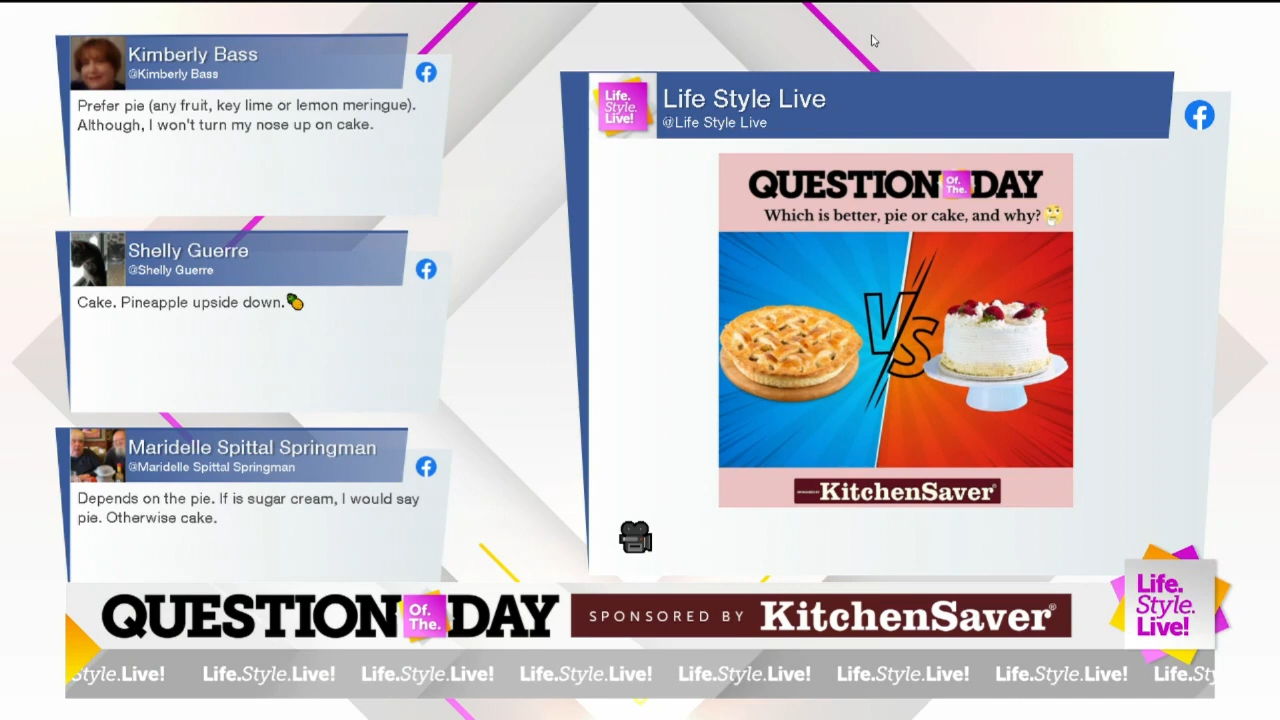 Kimberly Bass
@Kimberly Bass
Prefer pie (any fruit, key lime or lemon meringue).
Although, I won't turn my nose up on cake.
Shelly Guerre
@Shelly Guerre
Cake. Pineapple upside down.🍍
Maridelle Spittal Springman
@Maridelle Spittal Springman
Depends on the pie. If is sugar cream, I would say
pie. Otherwise cake.
Life.
Style.
Live!
Life Style Live
@Life Style Live
QUESTION Of. The. DAY
Which is better, pie or cake, and why?🤔
VS
SPONSORED BY KitchenSaver®
QUESTION Of. The. DAY
SPONSORED BY KitchenSaver®
Life.
Style.
Live!
Style.Live! Life.Style.Live! Life.Style.Live! Life.Style.Live! Life.Style.Live! Life.Style.Live! Life.Style.Live! Life.Sty